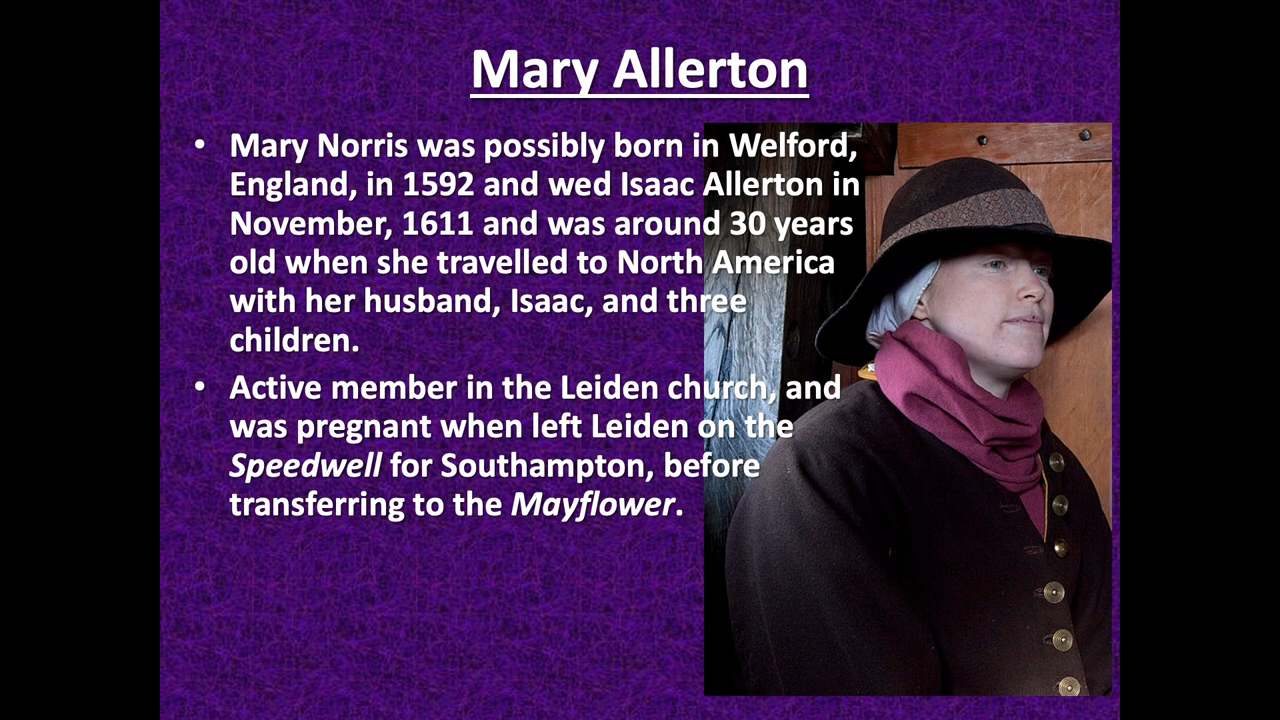 Mary Allerton
• Mary Norris was possibly born in Welford,
England, in 1592 and wed Isaac Allerton in
November, 1611 and was around 30 years
old when she travelled to North America
with her husband, Isaac, and three
children.
• Active member in the Leiden church, and
was pregnant when left Leiden on the
Speedwell for Southampton, before
transferring to the Mayflower.